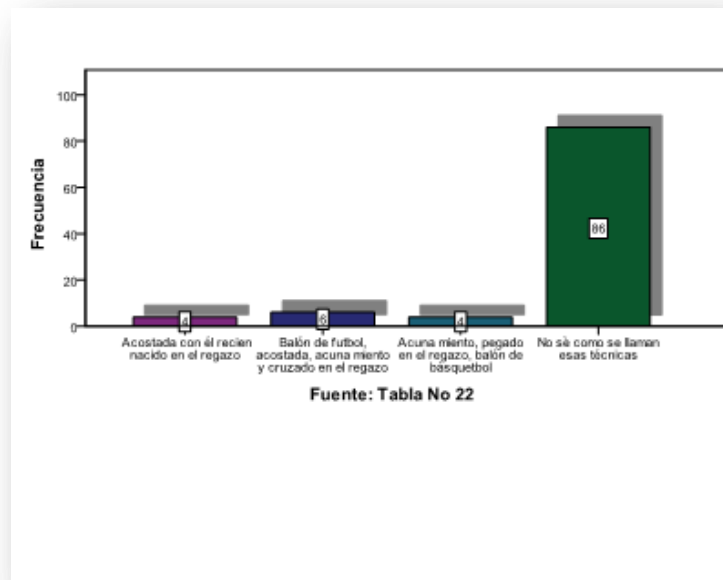 100
80
60
40
20
0
Frecuencia
4
6
4
86
Acostada con él recien
nacido en el regazo
Balón de futbol,
acostada, acuna miento
y cruzado en el regazo
Acuna miento, pegado
en el regazo, balón de
básquetbol
No sè como se llaman
esas técnicas
Fuente: Tabla No 22